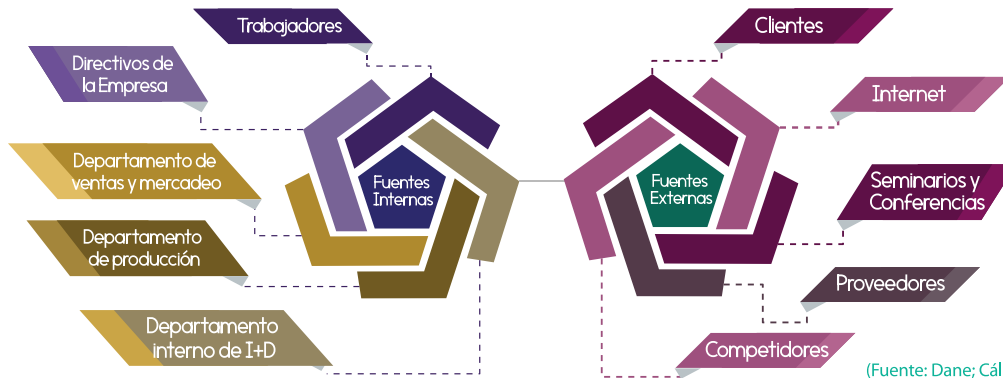 Trabajadores
Directivos de
la Empresa
Departamento de
ventas y mercadeo
Departamento
de producción
Departamento
interno de I+D
Fuentes
Internas
Fuentes
Externas
Clientes
Internet
Seminarios y
Conferencias
Proveedores
Competidores
(Fuente: Dane; Cál